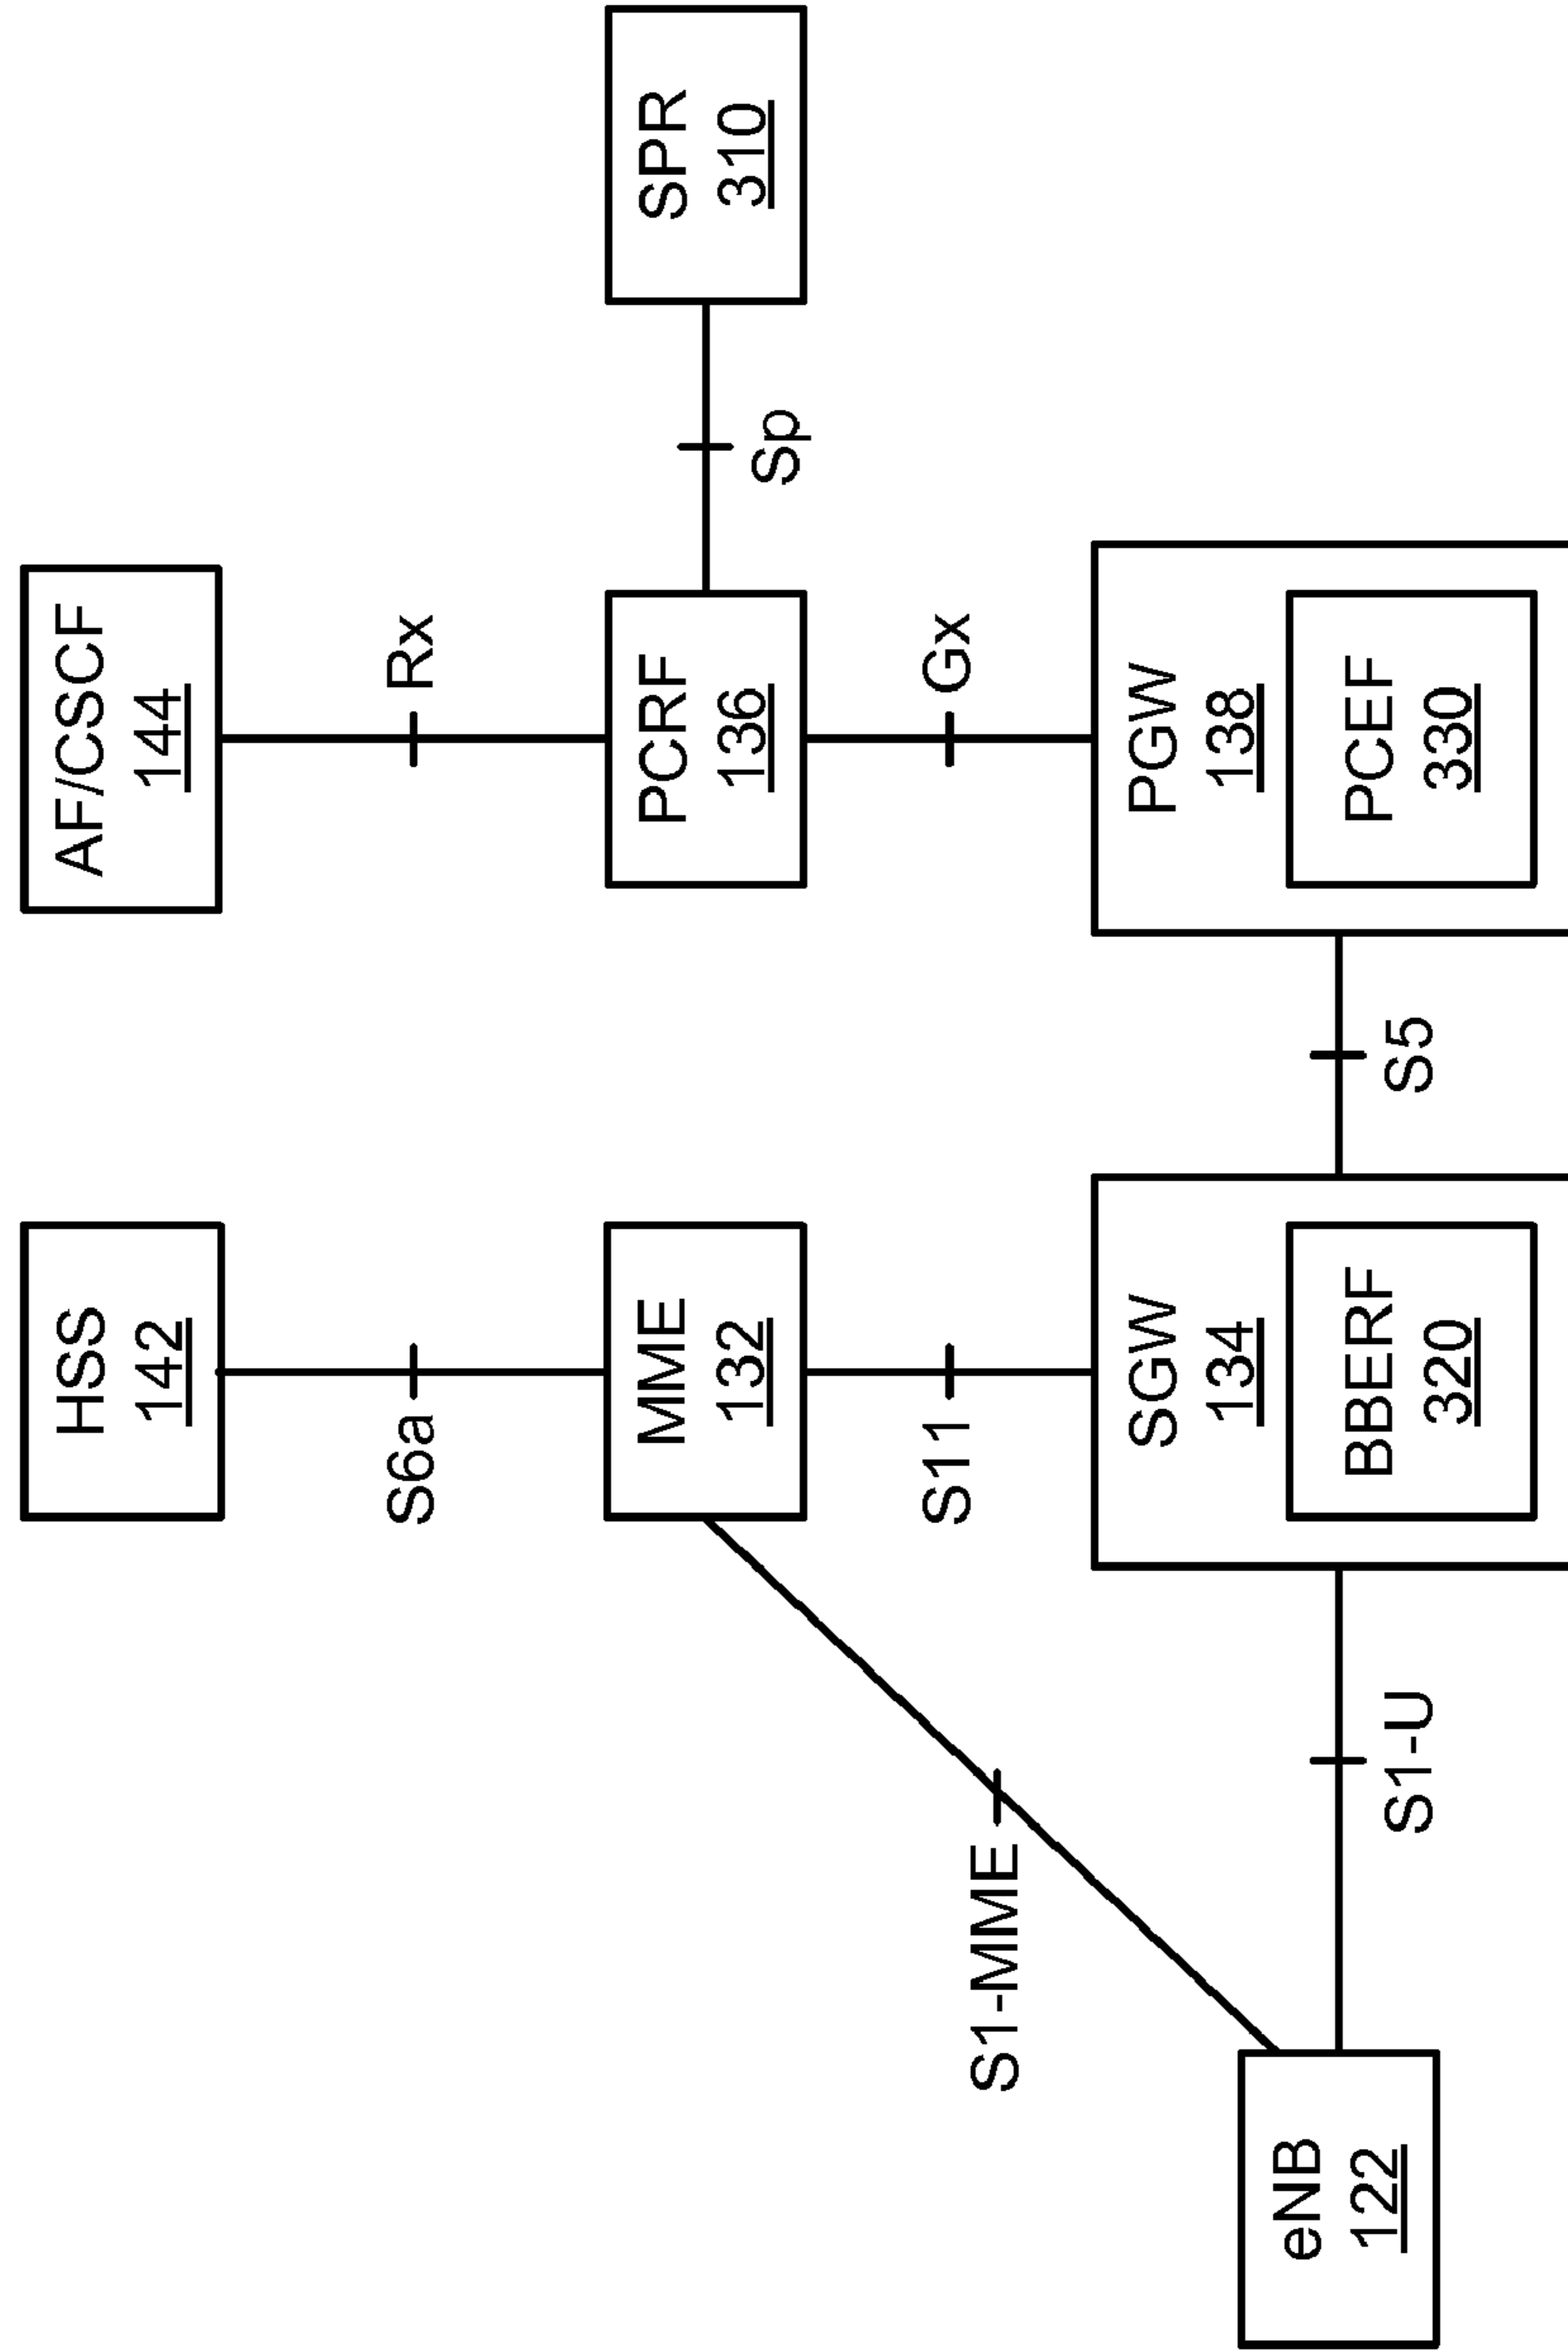 HSS
142
AF/CSCF
144
S6a
Rx
MME
132
PCRF
136
SPR
310
Sp
S1-MME
S11
Gx
SGW
134
PGW
138
eNB
122
BBERF
320
PCEF
330
S1-U
S5